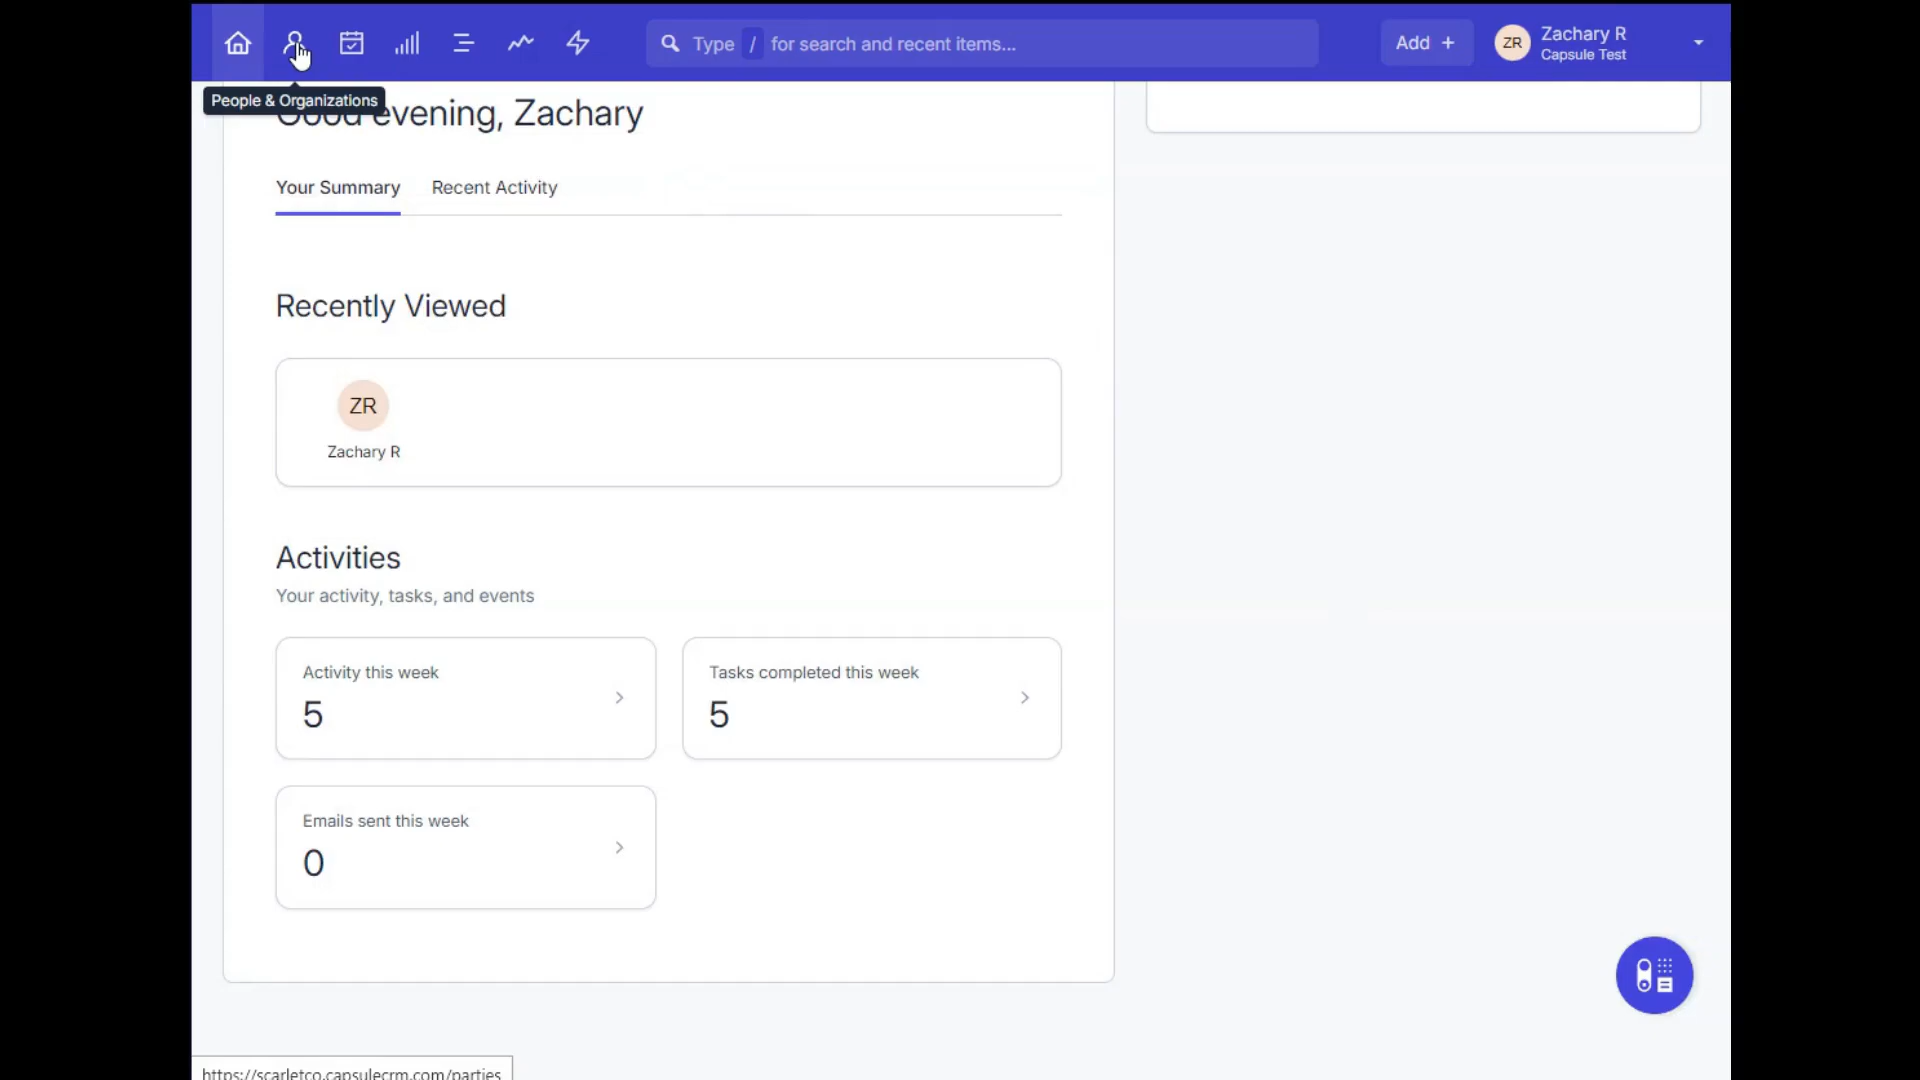 Type / for search and recent items...
Add +
ZR
Zachary R
Capsule Test
People & Organizations
Good evening, Zachary
Your Summary
Recent Activity
Recently Viewed
ZR
Zachary R
Activities
Your activity, tasks, and events
Activity this week
5
Tasks completed this week
5
Emails sent this week
0
https://scarletco.capsulecrm.com/parties